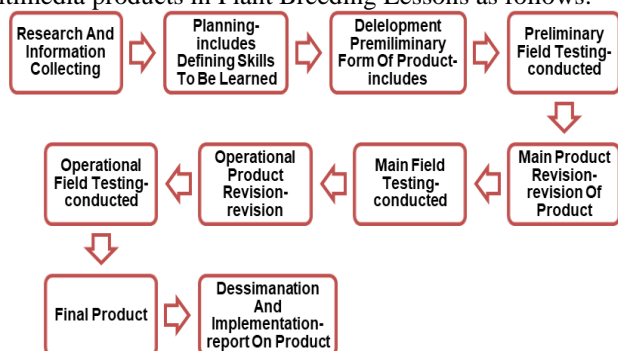 ltimedia products in Plant Breeding Lessons as follows:
Research And
Information
Collecting
Planning-
includes
Defining Skills
To Be Learned
Delelopment
Premiliminary
Form Of Product-
includes
Preliminary
Field Testing-
conducted
Main Product
Revision-
revision Of
Product
Main Field
Testing-
conducted
Operational
Product
Revision-
revision
Operational
Field Testing-
conducted
Final Product
Dessimanation
And
Implementation-
report On Product